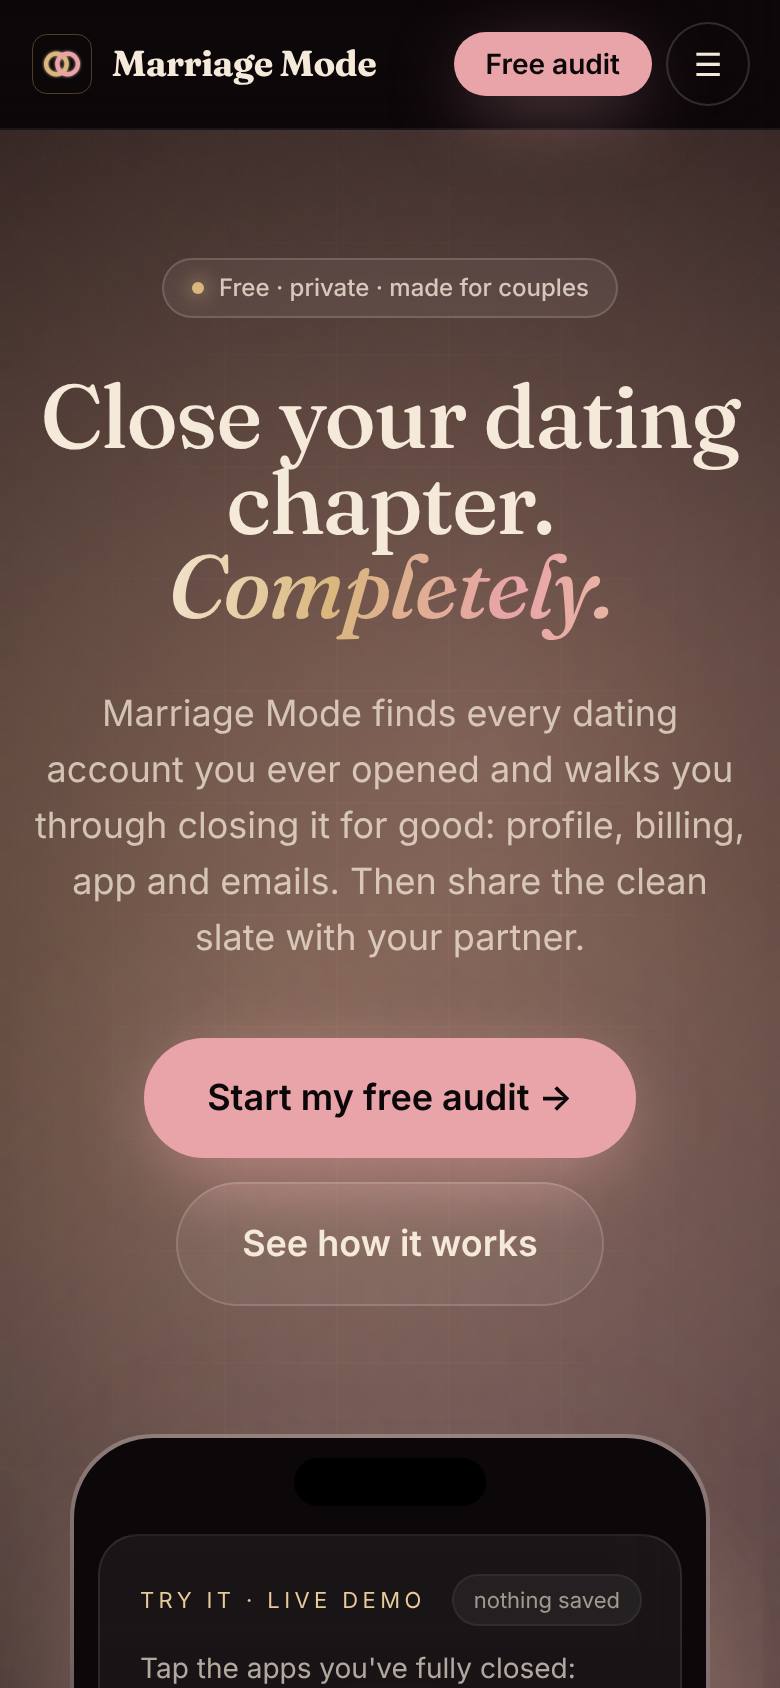 Marriage Mode
Free audit
☰
Free · private · made for couples
Close your dating
chapter.
Completely.
Marriage Mode finds every dating
account you ever opened and walks you
through closing it for good: profile, billing,
app and emails. Then share the clean
slate with your partner.
Start my free audit →
See how it works
TRY IT · LIVE DEMO
nothing saved
Tap the apps you've fully closed: